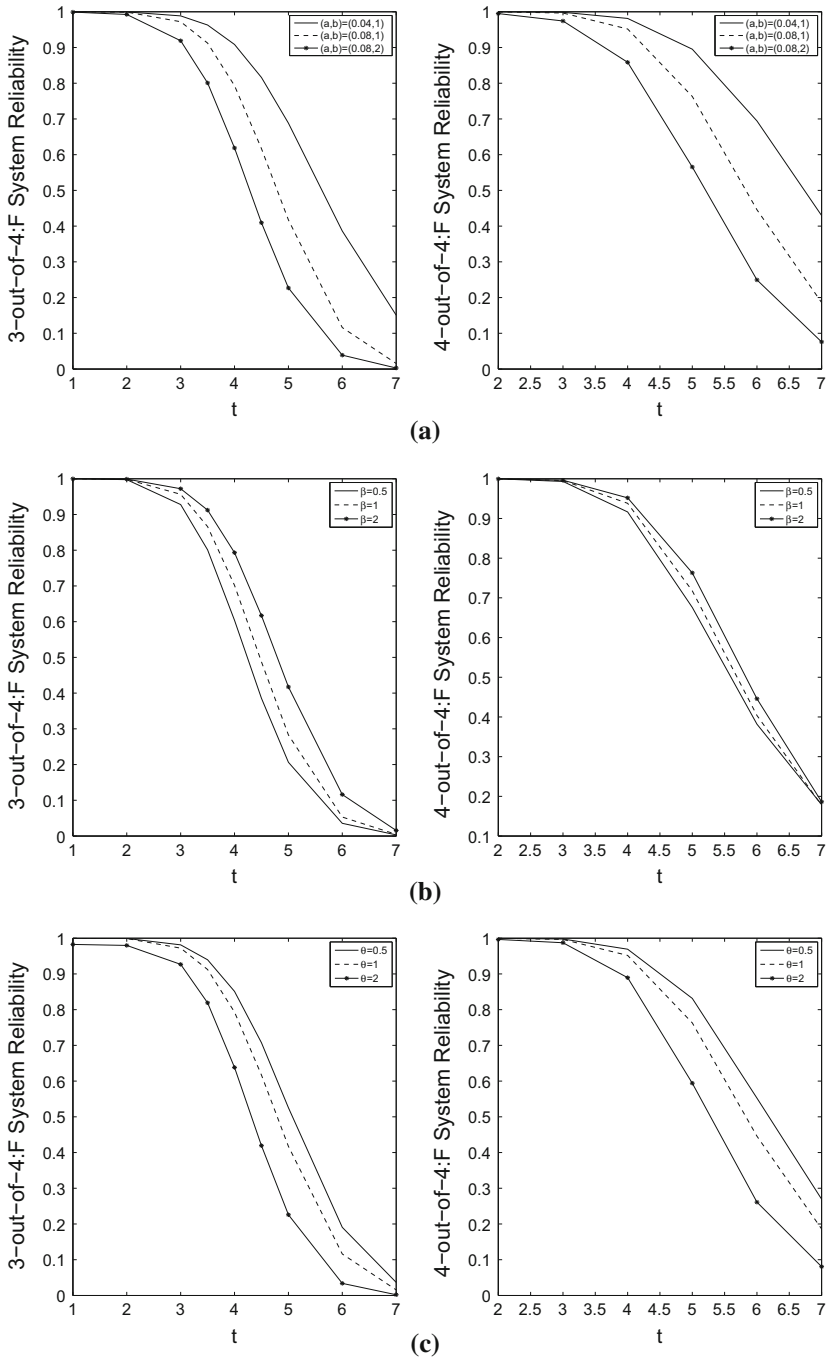 3−out−of−4:F System Reliability
1
0.9
0.8
0.7
0.6
0.5
0.4
0.3
0.2
0.1
0
(a,b)=(0.04,1)
(a,b)=(0.08,1)
(a,b)=(0.08,2)
1 2 3 4 5 6 7
t
4−out−of−4:F System Reliability
1
0.9
0.8
0.7
0.6
0.5
0.4
0.3
0.2
0.1
0
(a,b)=(0.04,1)
(a,b)=(0.08,1)
(a,b)=(0.08,2)
2 2.5 3 3.5 4 4.5 5 5.5 6 6.5 7
t
(a)
3−out−of−4:F System Reliability
1
0.9
0.8
0.7
0.6
0.5
0.4
0.3
0.2
0.1
0
β=0.5
β=1
β=2
1 2 3 4 5 6 7
t
4−out−of−4:F System Reliability
1
0.9
0.8
0.7
0.6
0.5
0.4
0.3
0.2
0.1
β=0.5
β=1
β=2
2 2.5 3 3.5 4 4.5 5 5.5 6 6.5 7
t
(b)
3−out−of−4:F System Reliability
1
0.9
0.8
0.7
0.6
0.5
0.4
0.3
0.2
0.1
0
θ=0.5
θ=1
θ=2
1 2 3 4 5 6 7
t
4−out−of−4:F System Reliability
1
0.9
0.8
0.7
0.6
0.5
0.4
0.3
0.2
0.1
0
θ=0.5
θ=1
θ=2
2 2.5 3 3.5 4 4.5 5 5.5 6 6.5 7
t
(c)